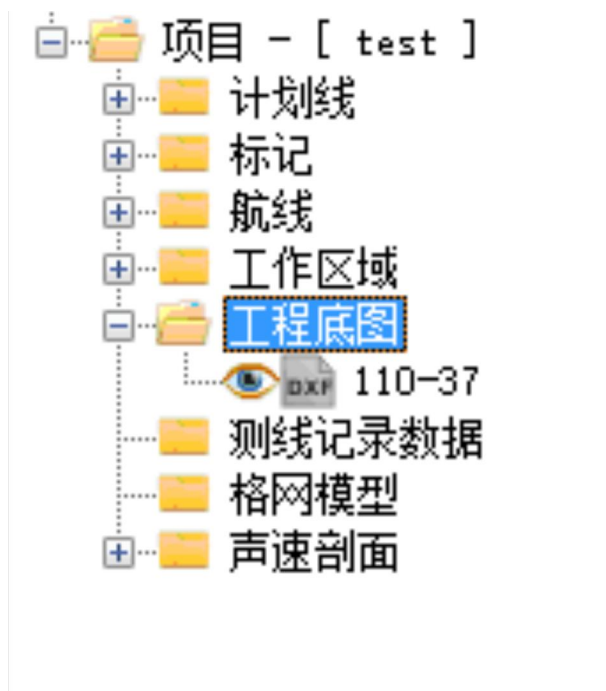 项目 - [ test ]
计划线
标记
航线
工作区域
工程底图
DXF 110-37
测线记录数据
格网模型
声速剖面